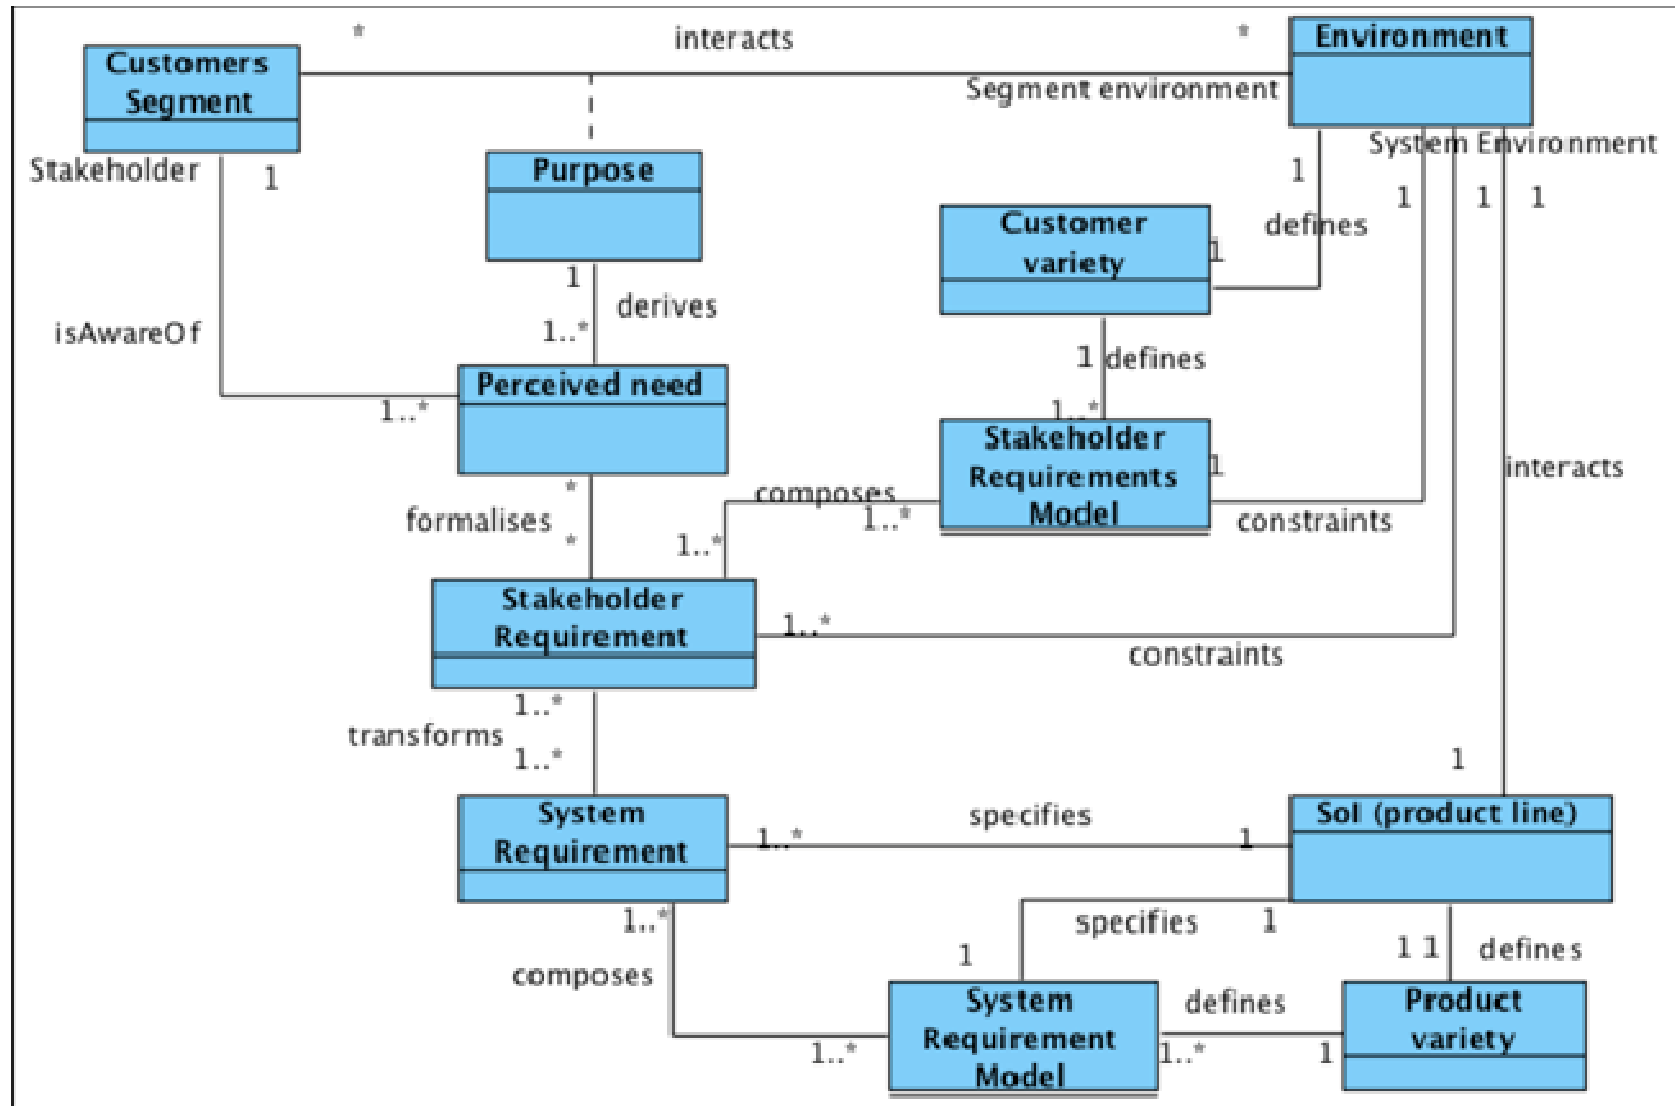 * interacts * Environment
Customers
Segment
Segment environment
System Environment
Stakeholder 1
Purpose
1 1 1 1
Customer
variety
1 defines
1 derives
1..*
isAwareOf
1 defines
1..*
Perceived need
1..*
Stakeholder
Requirements
Model
1 interacts
* composes
1..* constraints
formalises
* 1..*
Stakeholder
Requirement
1..*
constraints
1..*
transforms
1..*
1
System
Requirement
specifies
1..* 1
Sol (product line)
1..*
specifies 1
1 1 1 defines
composes
System
Requirement
Model
defines
Product
variety
1..* 1..* 1